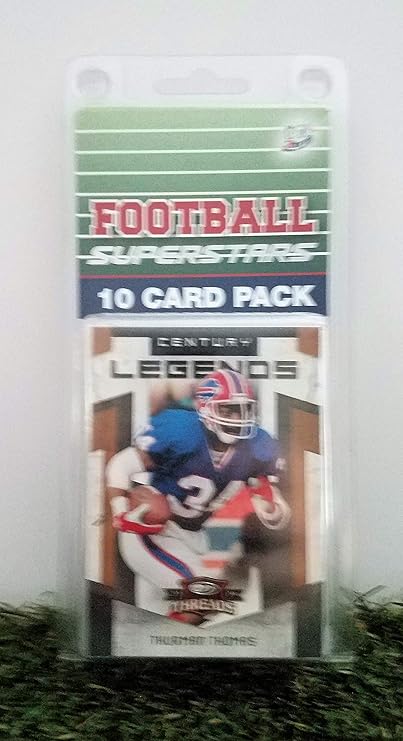 FOOTBALL
SUPERSTARS
10 CARD PACK
CENTURY
LEGENDS
34
THREADS
THURMAN THOMAS